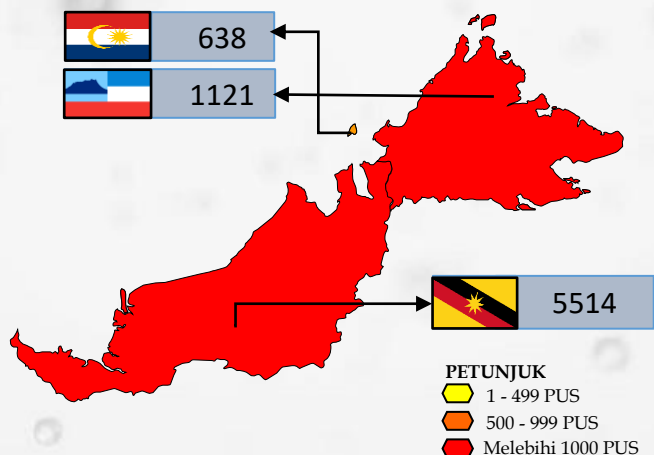 638
1121
5514
PETUNJUK
1 - 499 PUS
500 - 999 PUS
Melebihi 1000 PUS